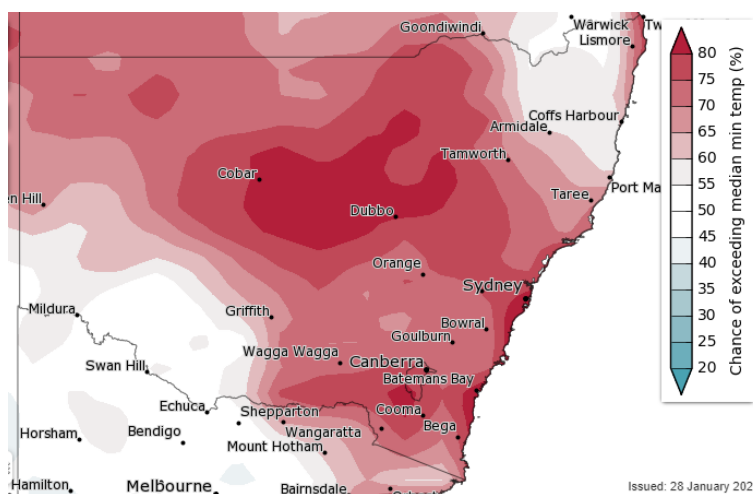 Goondiwindi
Warwick
Tw
Lismore
Coffs Harbour
Armidale
Tamworth
Cobar
en Hill
Taree
Port Ma
Dubbo
Orange
Sydney
Mildura
Griffith
Bowral
Goulburn
Wagga Wagga
Canberra
Swan Hill
Batemans Bay
Echuca
Shepparton
Cooma
Horsham
Bendigo
Wangaratta
Bega
Mount Hotham
Hamilton
Melbourne
Bairnsdale
80
75
70
65
60
55
50
45
40
35
30
25
20
Chance of exceeding median min temp (%)
Issued: 28 January 202